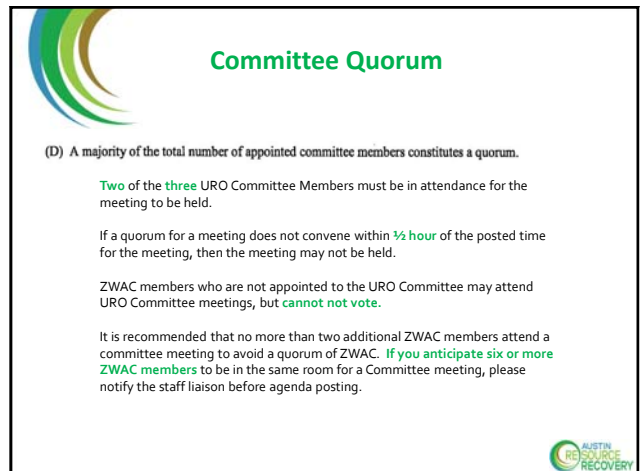 Committee Quorum
(D) A majority of the total number of appointed committee members constitutes a quorum.
Two of the three URO Committee Members must be in attendance for the
meeting to be held.
If a quorum for a meeting does not convene within ½ hour of the posted time
for the meeting, then the meeting may not be held.
ZWAC members who are not appointed to the URO Committee may attend
URO Committee meetings, but cannot not vote.
It is recommended that no more than two additional ZWAC members attend a
committee meeting to avoid a quorum of ZWAC. If you anticipate six or more
ZWAC members to be in the same room for a Committee meeting, please
notify the staff liaison before agenda posting.
AUSTIN
RESOURCE
RECOVERY